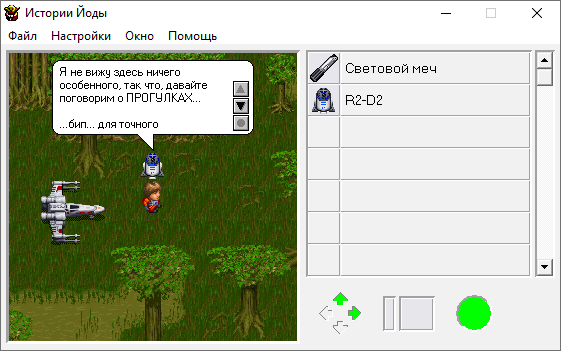 Истории Йоды
Файл Настройки Окно Помощь
Я не вижу здесь ничего
особенного, так что, давайте
поговорим о ПРОГУЛКАХ...
...бип... для точного
Световой меч
R2-D2